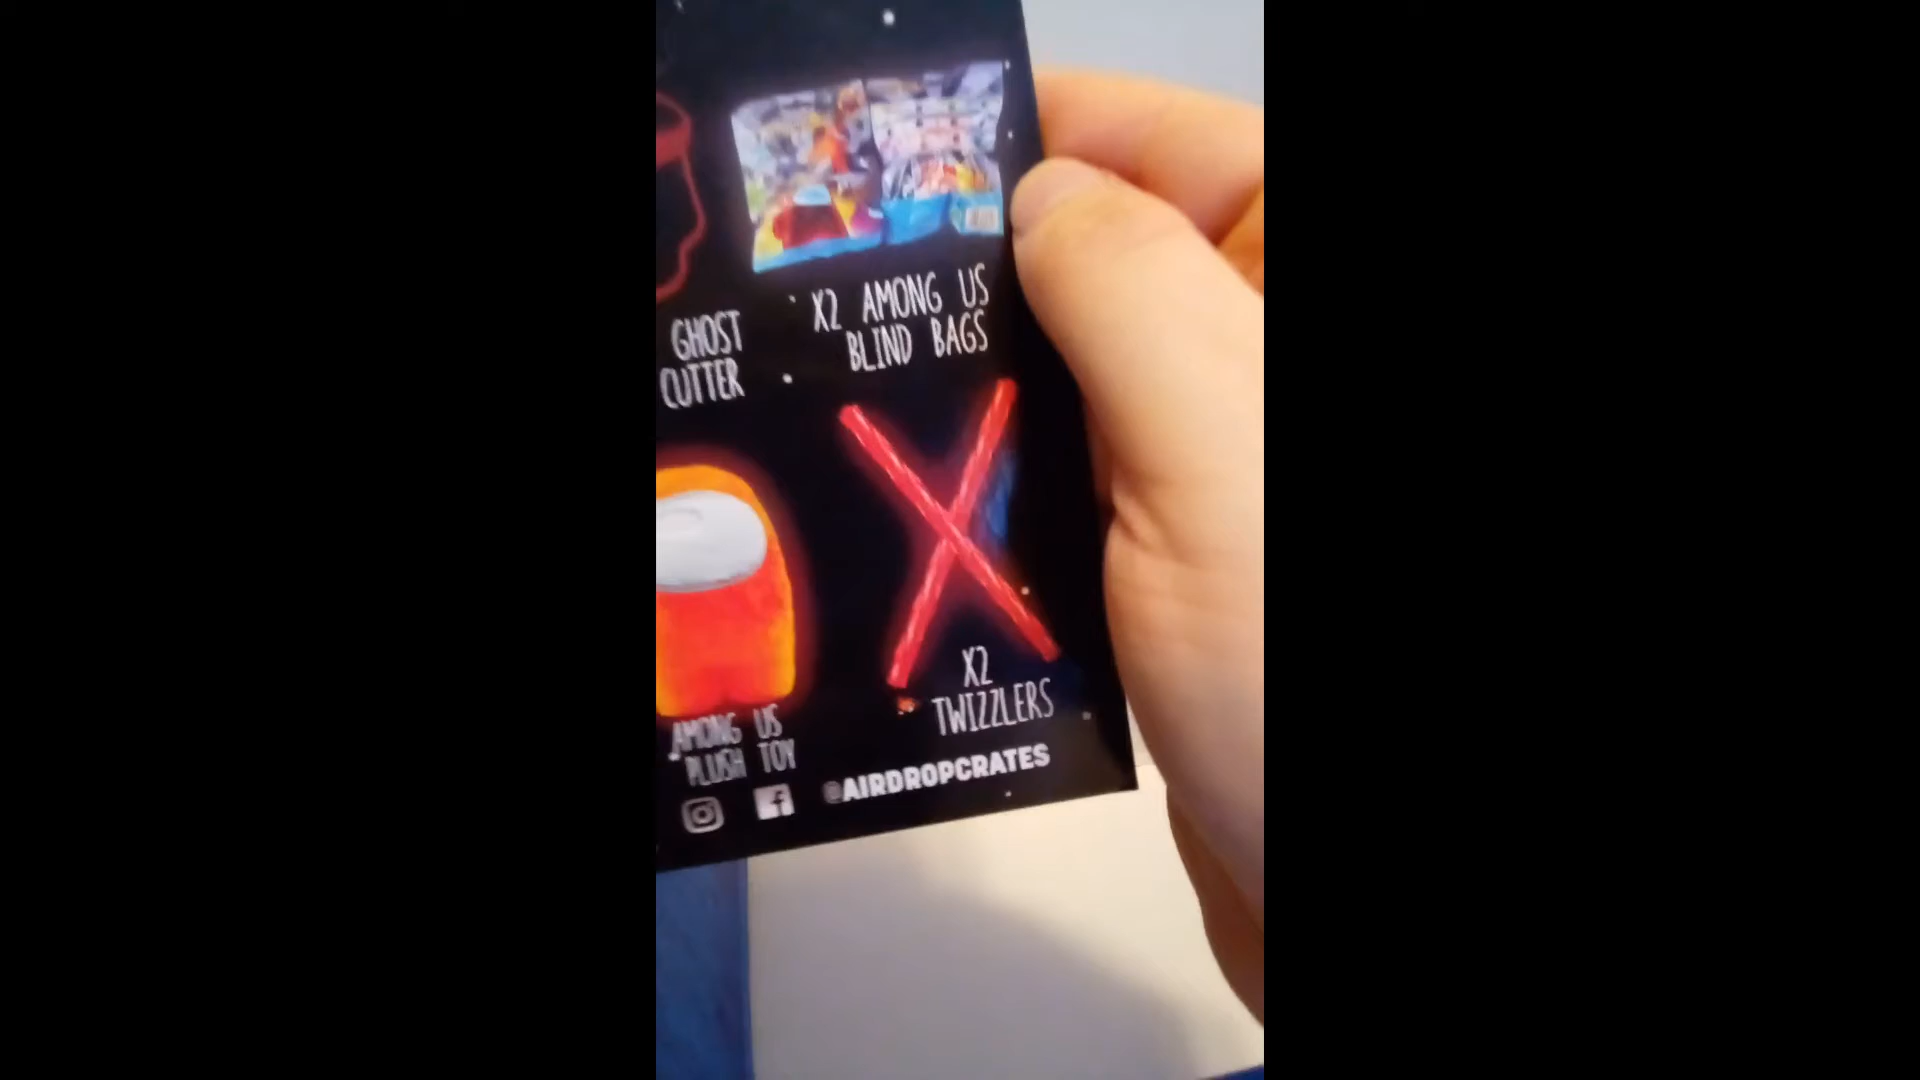 GHOST
CUTTER
X2 AMONG US
BLIND BAGS
AMONG US
PLUSH TOY
X2
TWIZZLERS
@AIRDROPCRATES